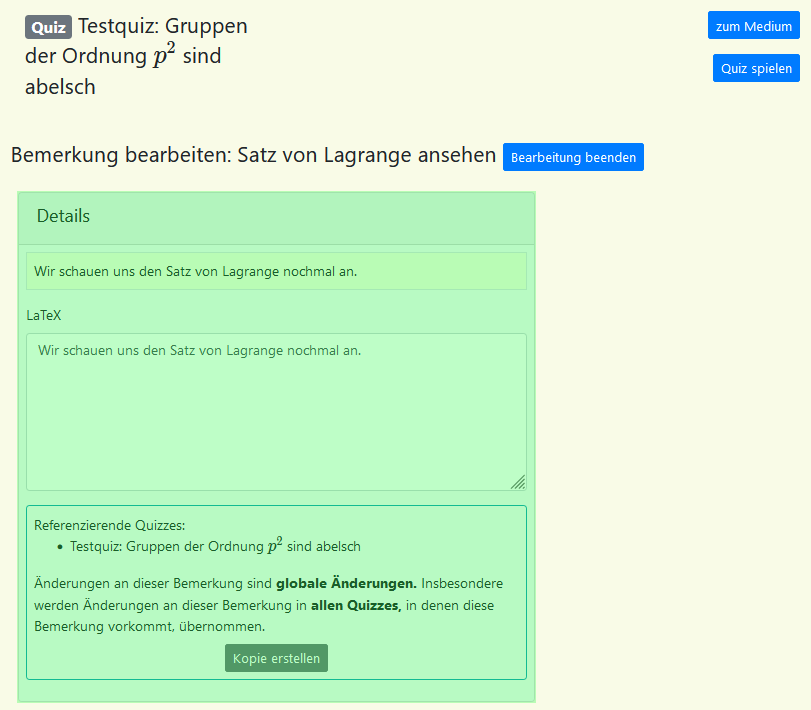 Quiz Testquiz: Gruppen
der Ordnung p² sind
abelsch
zum Medium
Quiz spielen
Bemerkung bearbeiten: Satz von Lagrange ansehen Bearbeitung beenden
Details
Wir schauen uns den Satz von Lagrange nochmal an.
LaTeX
Wir schauen uns den Satz von Lagrange nochmal an.
Referenzierende Quizzes:
• Testquiz: Gruppen der Ordnung p² sind abelsch
Änderungen an dieser Bemerkung sind globale Änderungen. Insbesondere
werden Änderungen an dieser Bemerkung in allen Quizzes, in denen diese
Bemerkung vorkommt, übernommen.
Kopie erstellen